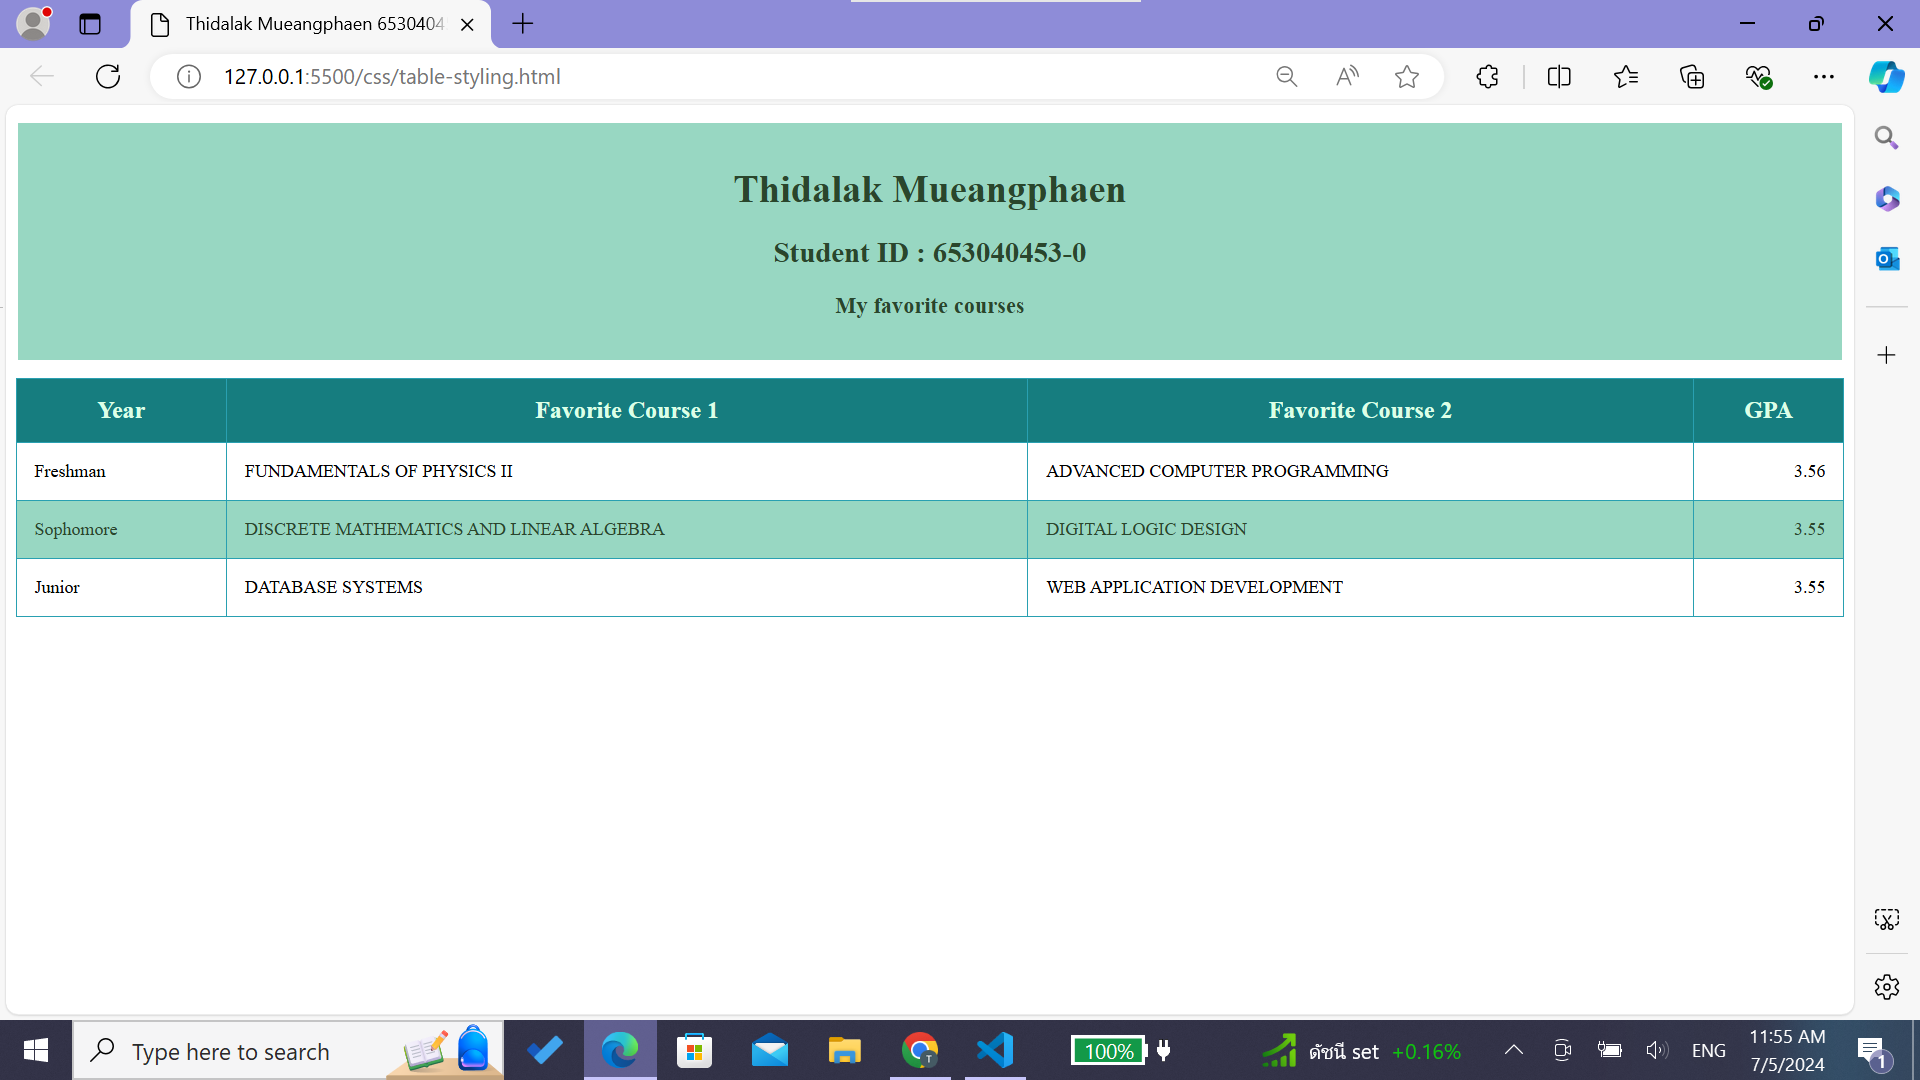 Thidalak Mueangphaen 6530404
127.0.0.1:5500/css/table-styling.html
Thidalak Mueangphaen
Student ID : 653040453-0
My favorite courses
Year Favorite Course 1 Favorite Course 2 GPA
Freshman FUNDAMENTALS OF PHYSICS II ADVANCED COMPUTER PROGRAMMING 3.56
Sophomore DISCRETE MATHEMATICS AND LINEAR ALGEBRA DIGITAL LOGIC DESIGN 3.55
Junior DATABASE SYSTEMS WEB APPLICATION DEVELOPMENT 3.55
Type here to search
100%
T
ดัชนี set +0.16%
ENG
11:55 AM
7/5/2024
1